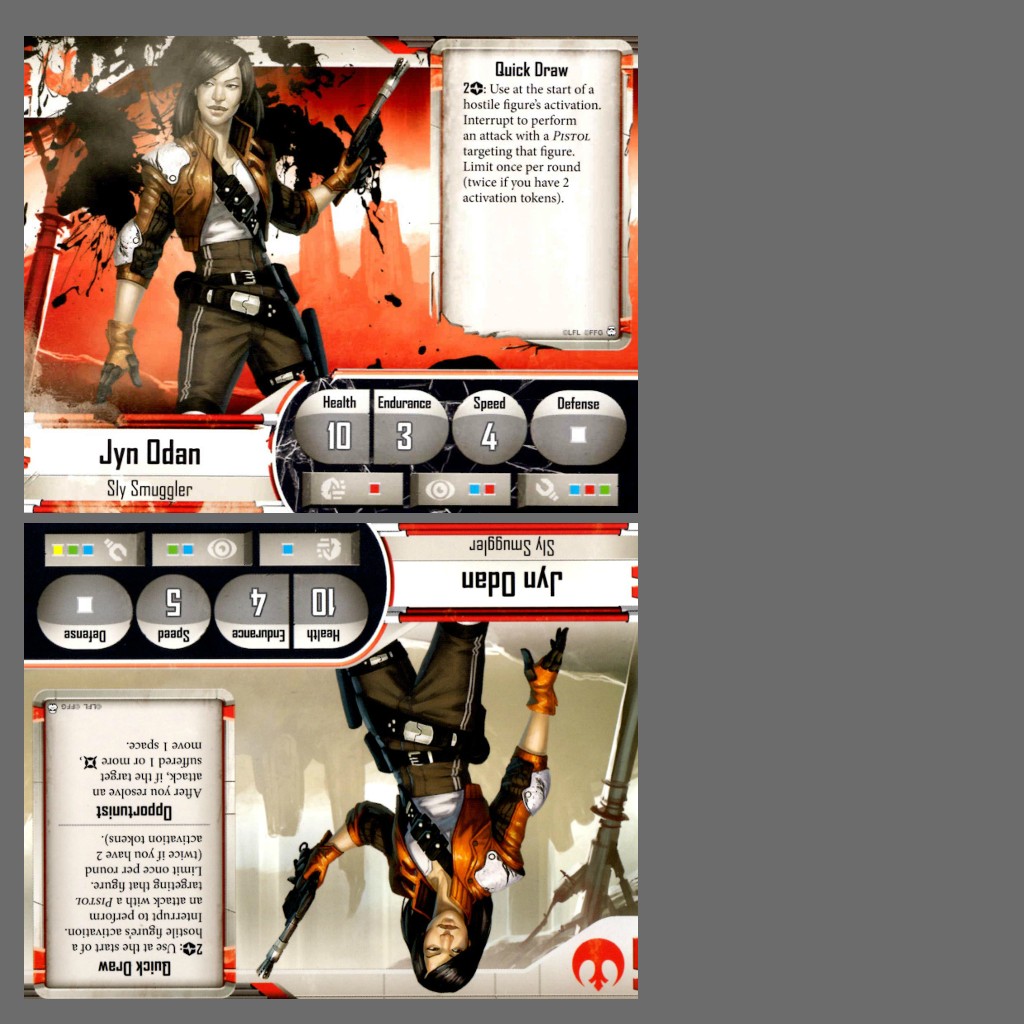 Quick Draw
2: Use at the start of a
hostile figure's activation.
Interrupt to perform
an attack with a PISTOL
targeting that figure.
Limit once per round
(twice if you have 2
activation tokens).
©LFL ©FFG
Health
Endurance
Speed
Defense
10
3
4
Jyn Odan
Sly Smuggler
Jyn Odan
Sly Smuggler
Health
Endurance
Speed
Defense
10
4
5
Quick Draw
2: Use at the start of a
hostile figure's activation.
Interrupt to perform
an attack with a PISTOL
targeting that figure.
Limit once per round
(twice if you have 2
activation tokens).
Opportunist
After you resolve an
attack, if the target
suffered 1 or more ,
move 1 space.
©LFL ©FFG